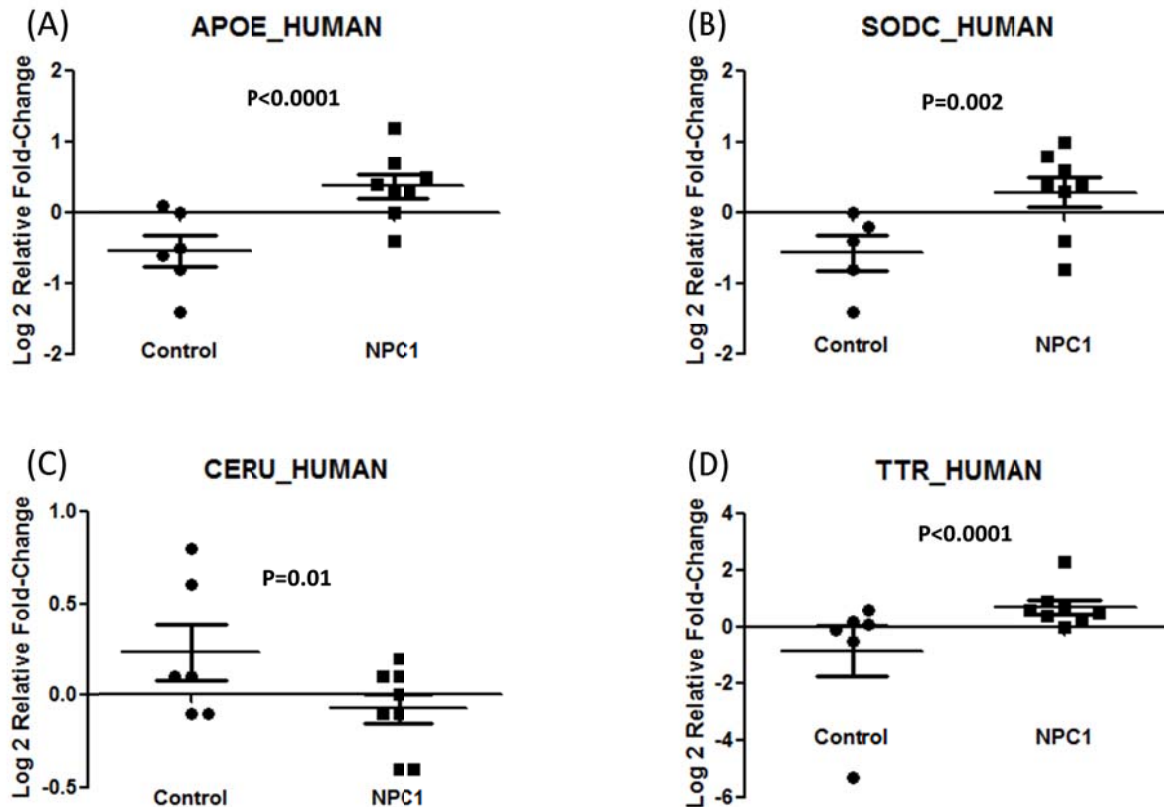 (A)
APOE_HUMAN
Log 2 Relative Fold-Change
2
1
0
-1
-2
P<0.0001
Control
NPC1
(B)
SODC_HUMAN
Log 2 Relative Fold-Change
2
1
0
-1
-2
P=0.002
Control
NPC1
(C)
CERU_HUMAN
Log 2 Relative Fold-Change
1.0
0.5
0.0
-0.5
P=0.01
Control
NPC1
(D)
TTR_HUMAN
Log 2 Relative Fold-Change
4
2
0
-2
-4
-6
P<0.0001
Control
NPC1